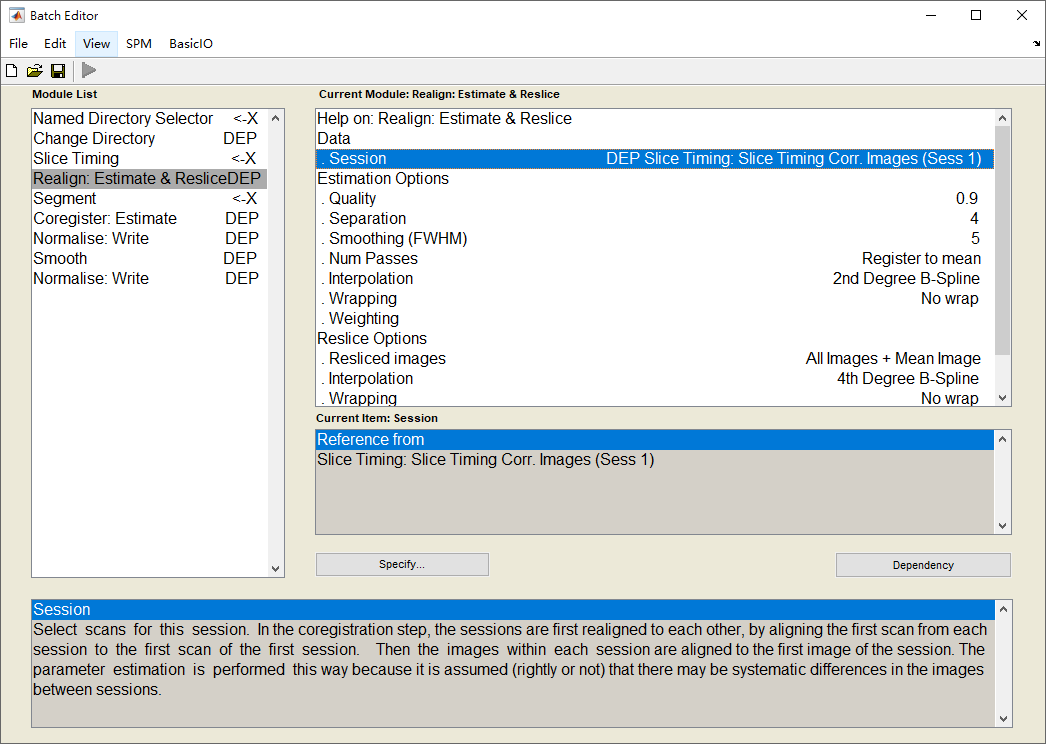 Batch Editor
File Edit View SPM BasicIO
Module List
Named Directory Selector <-X
Change Directory DEP
Slice Timing <-X
Realign: Estimate & ResliceDEP
Segment <-X
Coregister: Estimate DEP
Normalise: Write DEP
Smooth DEP
Normalise: Write DEP
Current Module: Realign: Estimate & Reslice
Help on: Realign: Estimate & Reslice
Data
. Session DEP Slice Timing: Slice Timing Corr. Images (Sess 1)
Estimation Options
. Quality 0.9
. Separation 4
. Smoothing (FWHM) 5
. Num Passes Register to mean
. Interpolation 2nd Degree B-Spline
. Wrapping No wrap
. Weighting
Reslice Options
. Resliced images All Images + Mean Image
. Interpolation 4th Degree B-Spline
. Wrapping No wrap
Current Item: Session
Reference from
Slice Timing: Slice Timing Corr. Images (Sess 1)
Specify... Dependency
Session
Select scans for this session. In the coregistration step, the sessions are first realigned to each other, by aligning the first scan from each
session to the first scan of the first session. Then the images within each session are aligned to the first image of the session. The
parameter estimation is performed this way because it is assumed (rightly or not) that there may be systematic differences in the images
between sessions.